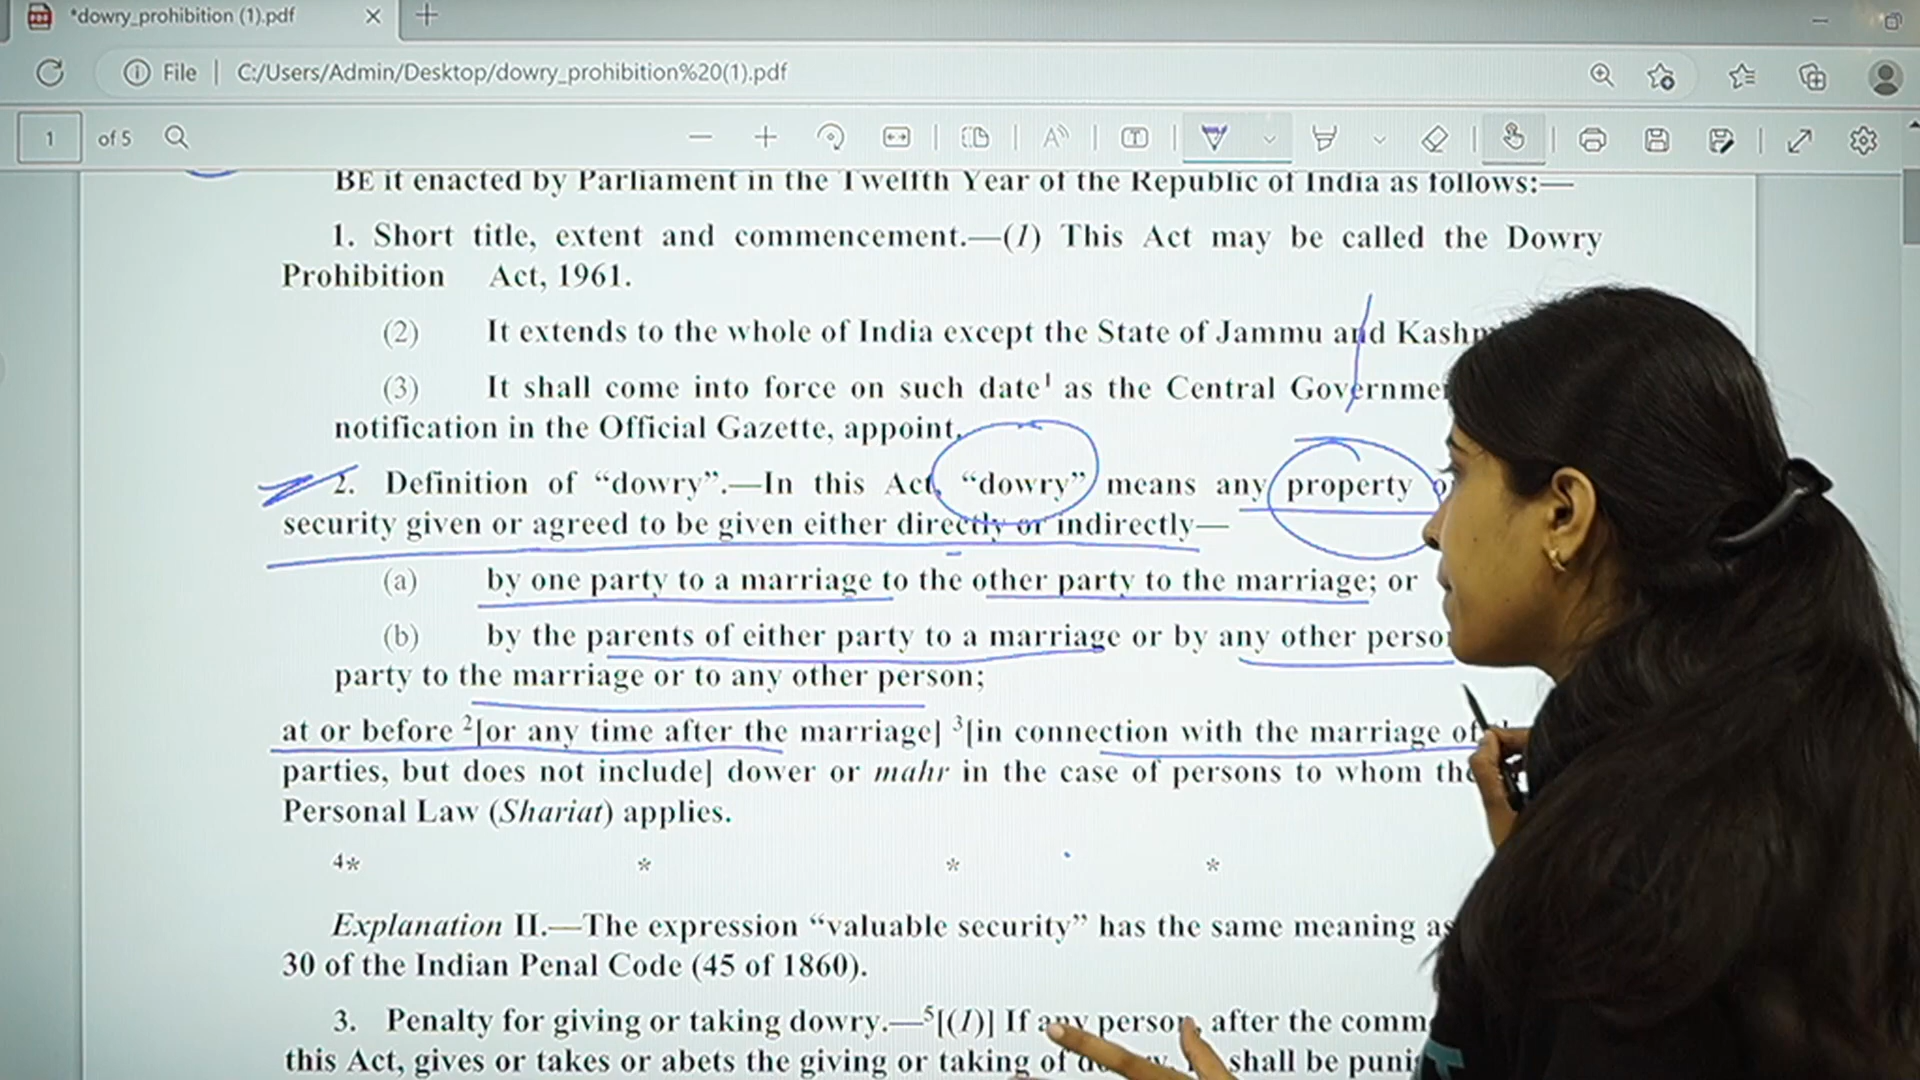 *dowry_prohibition (1).pdf
File | C:/Users/Admin/Desktop/dowry_prohibition%20(1).pdf
1 of 5
BE it enacted by Parliament in the Twelfth Year of the Republic of India as follows:—
1. Short title, extent and commencement.—(1) This Act may be called the Dowry
Prohibition Act, 1961.
(2) It extends to the whole of India except the State of Jammu and
(3) It shall come into force on such date1 as the Central
notification in the Official Gazette, appoint.
2. Definition of “dowry”.—In this Act, “dowry” means any property
security given or agreed to be given either directly or indirectly—
(a) by one party to a marriage to the other party to the marriage; or
(b) by the parents of either party to a marriage or by any other
party to the marriage or to any other person;
at or before 2[or any time after the marriage] 3[in connection with the marriage of
parties, but does not include] dower or mahr in the case of persons to whom
Personal Law (Shariat) applies.
4* * * *
Explanation II.—The expression “valuable security” has the same meaning as
30 of the Indian Penal Code (45 of 1860).
3. Penalty for giving or taking dowry.—5[(1)] If any person, after the
this Act, gives or takes or abets the giving or taking of shall be